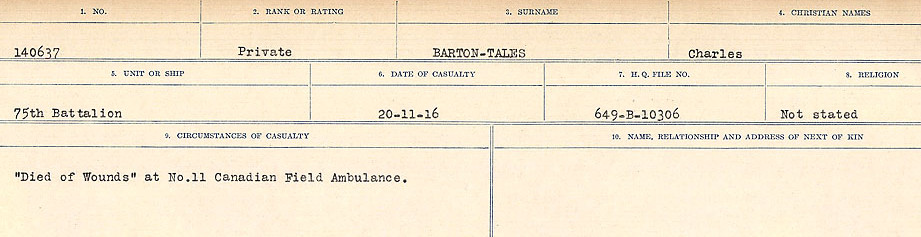 1. NO. 2. RANK OR RATING 3. SURNAME 4. CHRISTIAN NAMES
140637 Private BARTON-TALES Charles
5. UNIT OR SHIP 6. DATE OF CASUALTY 7. H. Q. FILE NO. 8. RELIGION
75th Battalion 20-11-16 649-B-10306 Not stated
9. CIRCUMSTANCES OF CASUALTY 10. NAME, RELATIONSHIP AND ADDRESS OF NEXT OF KIN
"Died of Wounds" at No.11 Canadian Field Ambulance.